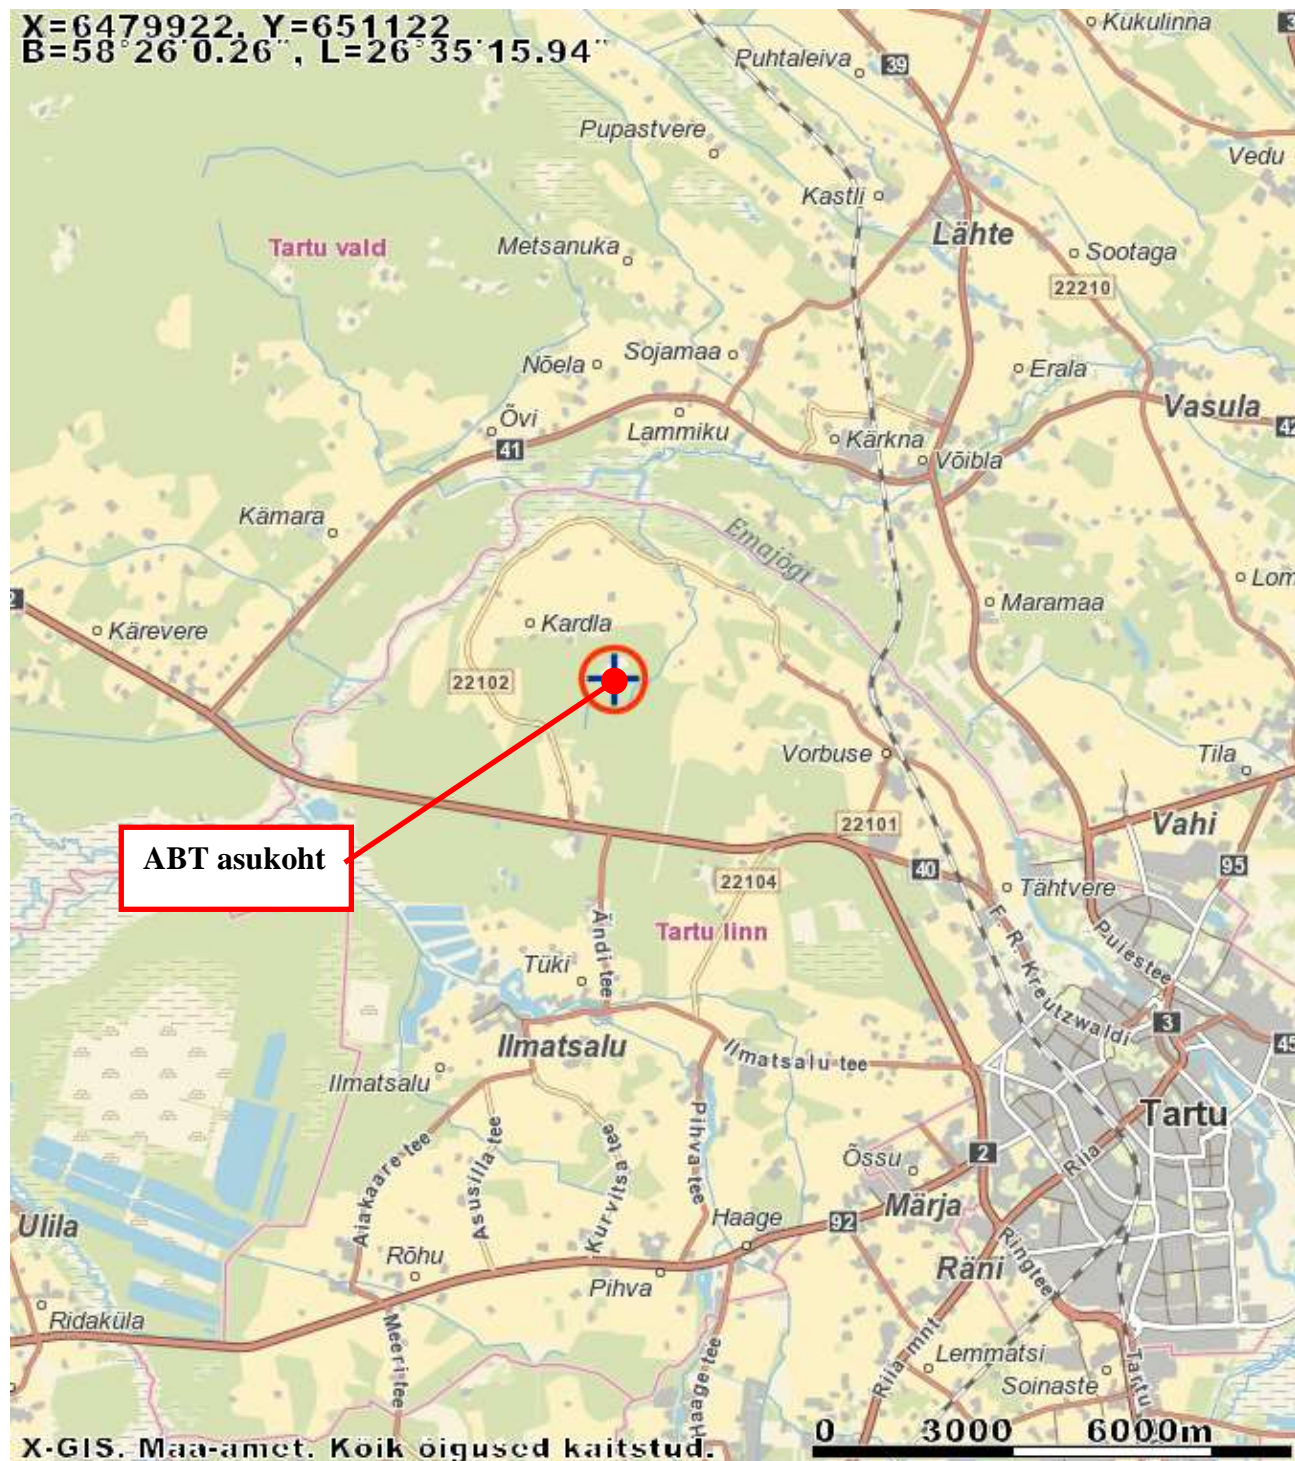 X=6479922, Y=651122
B=58°26'0.26", L=26°35'15.94"
Kukulinna
Puhtaleiva
39
Pupastvere
Vedu
Kastli
Lähte
Tartu vald
Metsanuka
Sootaga
22210
Nõela
Sojamaa
Erala
Vasula
42
Õvi
Lammiku
Kärkna
41
Võibla
Kämara
Emajõgi
Lom
Maramaa
Kärevere
Kardla
22102
Vorbuse
Tila
22101
Vahi
ABT asukoht
40
95
22104
Tähtvere
Ändi tee
Tartu linn
F. R. Kreutzwaldi
Puiestee
Tüki
3
45
Ilmatsalu
Ilmatsalu tee
Ilmatsalu
Pihva tee
Tartu
Aiakaare tee
Asusilla tee
Kurvitsa tee
2
Riia
Õssu
Märja
Ulila
Haage
92
Rõhu
Räni
Ringtee
Pihva
Ridaküla
Meeri tee
Haage tee
Riia mnt
Lemmatsi
Soinaste
Tartu
X-GIS. Maa-amet. Kõik õigused kaitstud.
0 3000 6000m